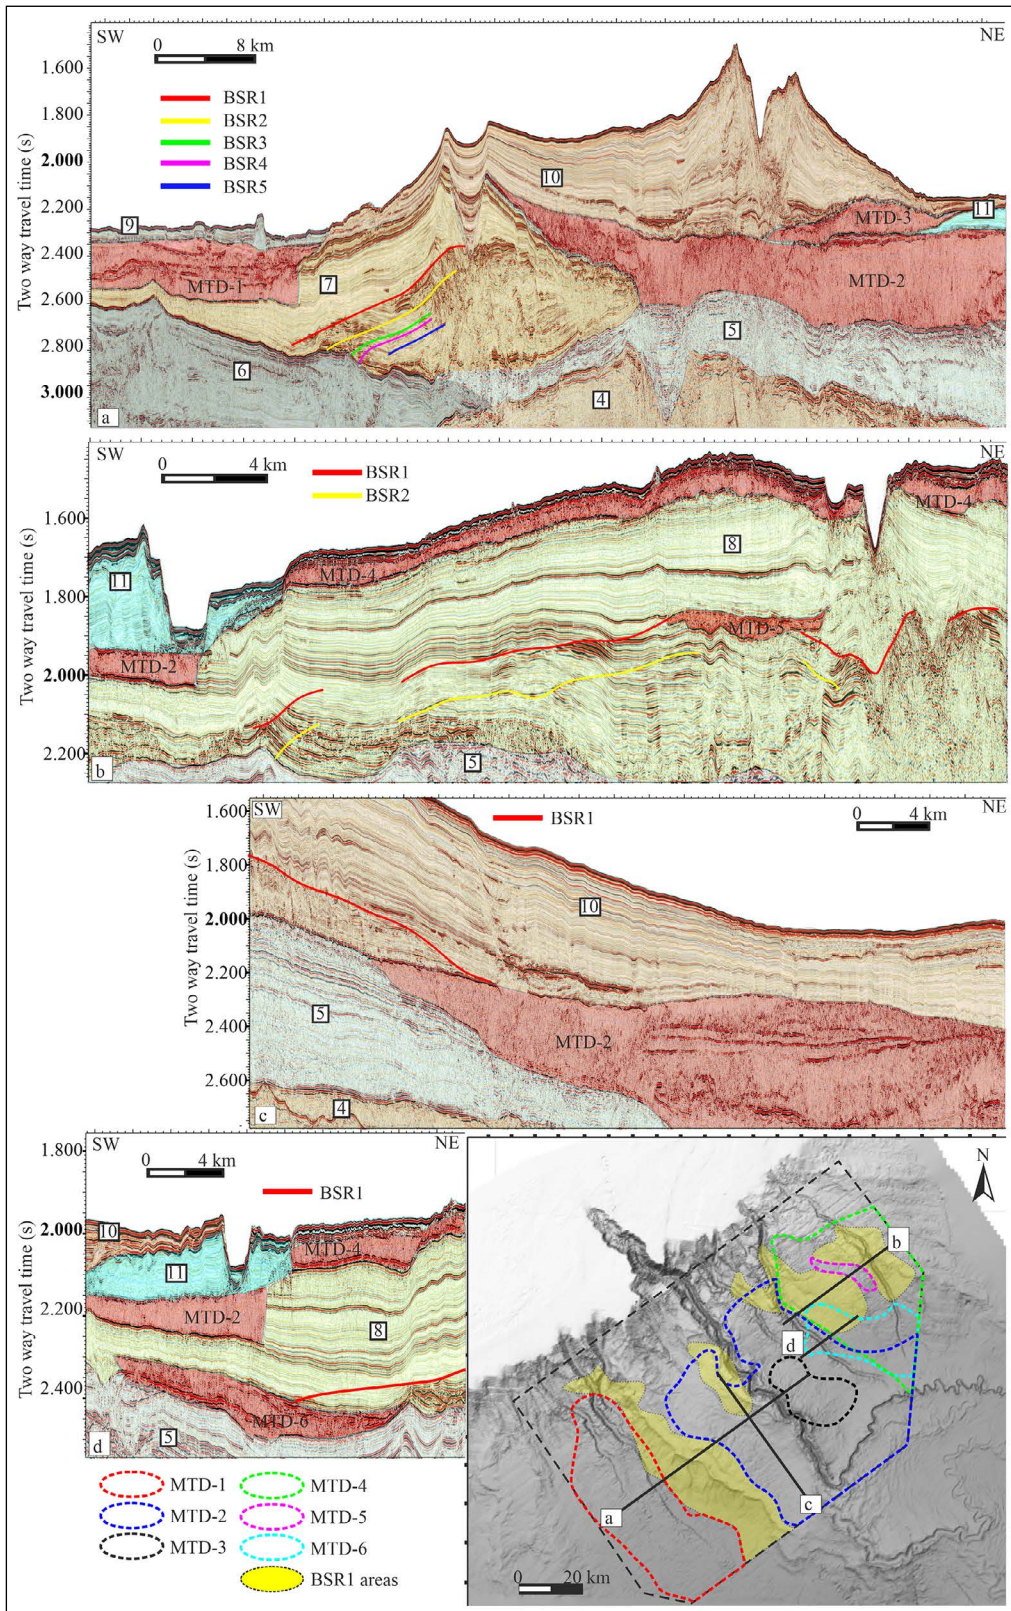 SW
NE
0 8 km
BSR1
BSR2
BSR3
BSR4
BSR5
Two way travel time (s)
1.600
1.800
2.000
2.200
2.400
2.600
2.800
3.000
10
9
11
MTD-3
MTD-1
7
MTD-2
5
6
4
a
SW
NE
0 4 km
BSR1
BSR2
Two way travel time (s)
1.600
1.800
2.000
2.200
MTD-4
8
11
MTD-4
MTD-5
MTD-2
5
b
SW
NE
BSR1
0 4 km
Two way travel time (s)
1.600
1.800
2.000
2.200
2.400
2.600
10
5
MTD-2
4
c
SW
NE
0 4 km
BSR1
Two way travel time (s)
1.800
2.000
2.200
2.400
10
MTD-4
11
MTD-2
8
MTD-6
5
d
N
b
d
a
c
0 20 km
MTD-1
MTD-4
MTD-2
MTD-5
MTD-3
MTD-6
BSR1 areas